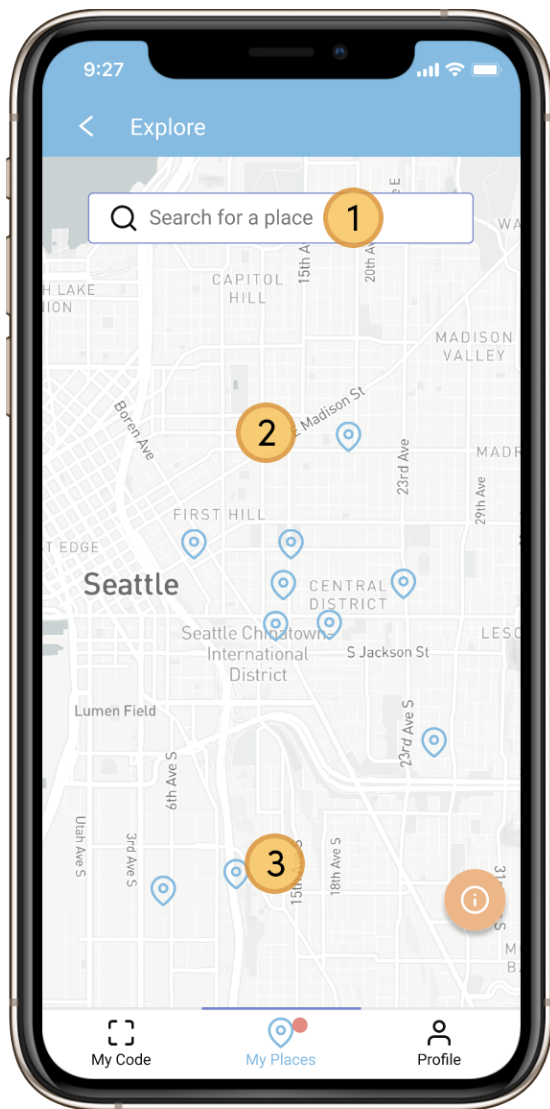 9:27
Explore
Search for a place
1
15th A
20th A
E
WA
CAPITOL
HILL
H LAKE
ION
MADISON
VALLEY
Boren Ave
2
E Madison St
23rd Ave
MADR
29th Ave
FIRST HILL
T EDGE
Seattle
CENTRAL
DISTRICT
Seattle Chinatown-
International
District
LESC
S Jackson St
Lumen Field
23rd Ave S
6th Ave S
Utah Ave S
3rd Ave S
3
15th Ave S
18th Ave S
31
S
M
B
My Code
My Places
Profile